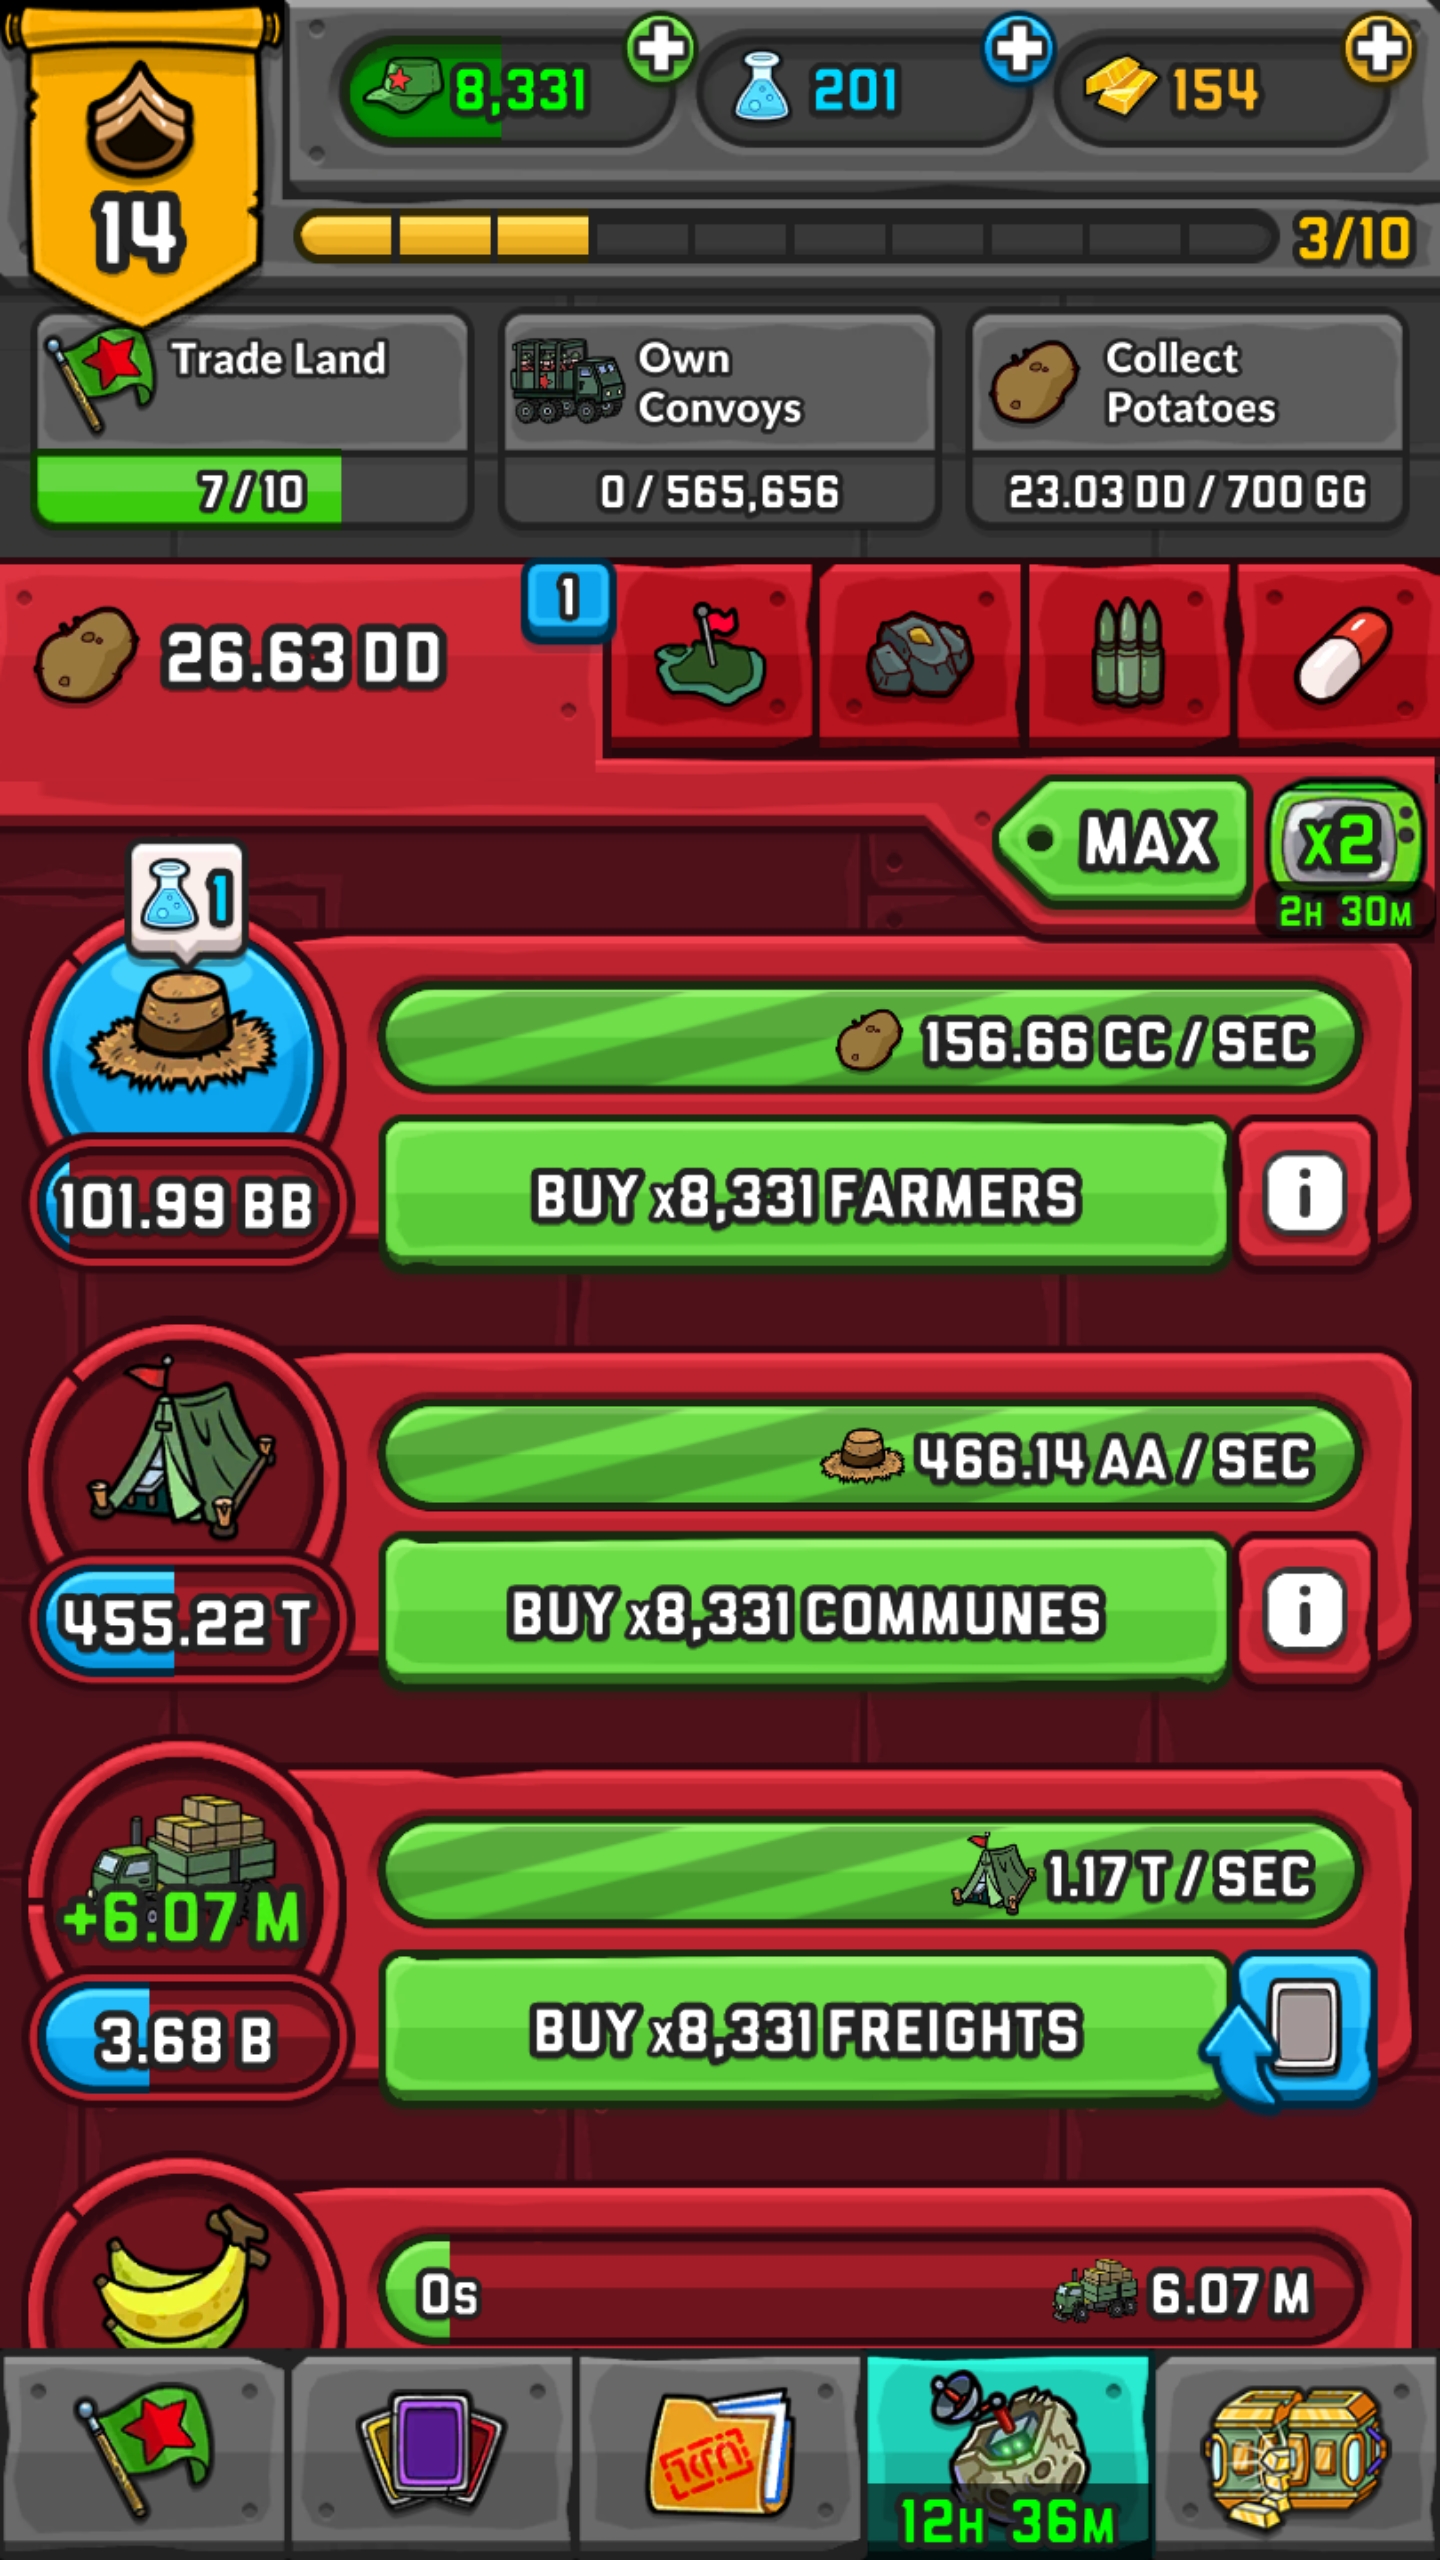 8,331
201
154
14
3/10
Trade Land
7/10
Own
Convoys
0 / 565,656
Collect
Potatoes
23.03 DD / 700 GG
26.63 DD
1
MAX
x2
2H 30M
1
156.66 CC / SEC
101.99 BB
BUY x8,331 FARMERS
i
466.14 AA / SEC
455.22 T
BUY x8,331 COMMUNES
i
1.17 T / SEC
+6.07 M
3.68 B
BUY x8,331 FREIGHTS
0s
6.07 M
12H 36M